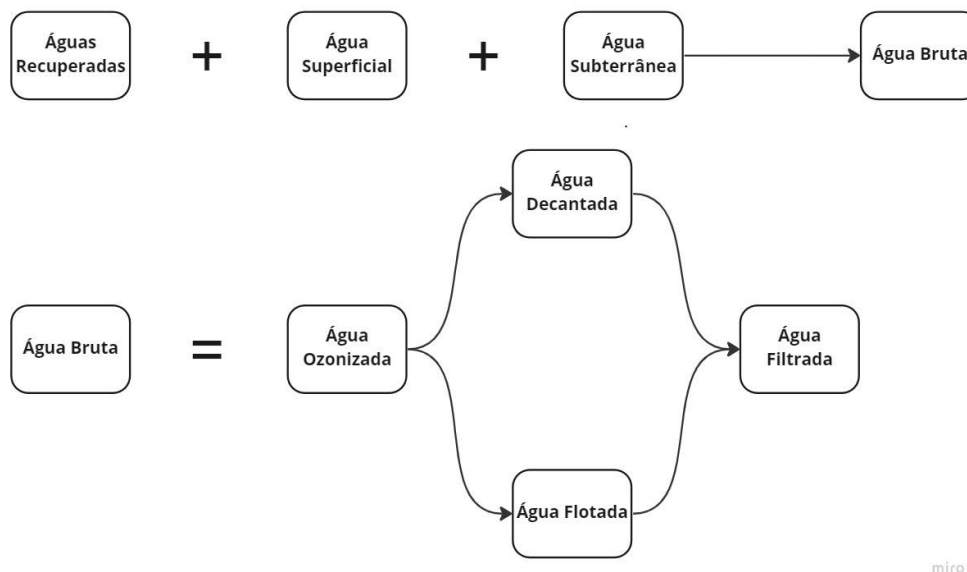 Águas
Recuperadas
+
Água
Superficial
+
Água
Subterrânea
Água Bruta
Água
Decantada
Água Bruta
=
Água
Ozonizada
Água
Filtrada
Água Flotada
miro